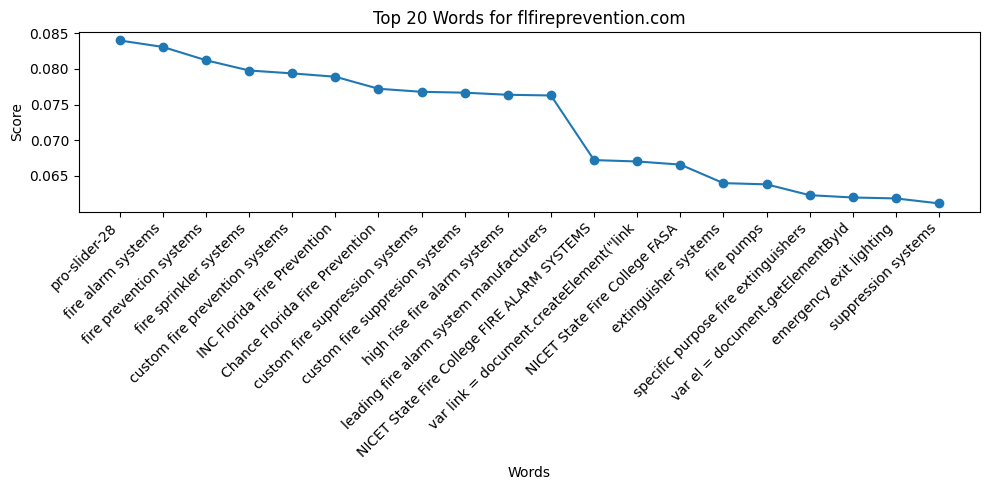 Top 20 Words for flfireprevention.com
0.085
0.080
0.075
0.070
0.065
Score
pro-slider-28
fire alarm systems
fire prevention systems
fire sprinkler systems
custom fire prevention systems
INC Florida Fire Prevention
Chance Florida Fire Prevention
custom fire suppression systems
custom fire suppresion systems
high rise fire alarm systems
leading fire alarm system manufacturers
NICET State Fire College FIRE ALARM SYSTEMS
var link = document.createElement("link
NICET State Fire College FASA
extinguisher systems
fire pumps
specific purpose fire extinguishers
var el = document.getElementById
emergency exit lighting
suppression systems
Words